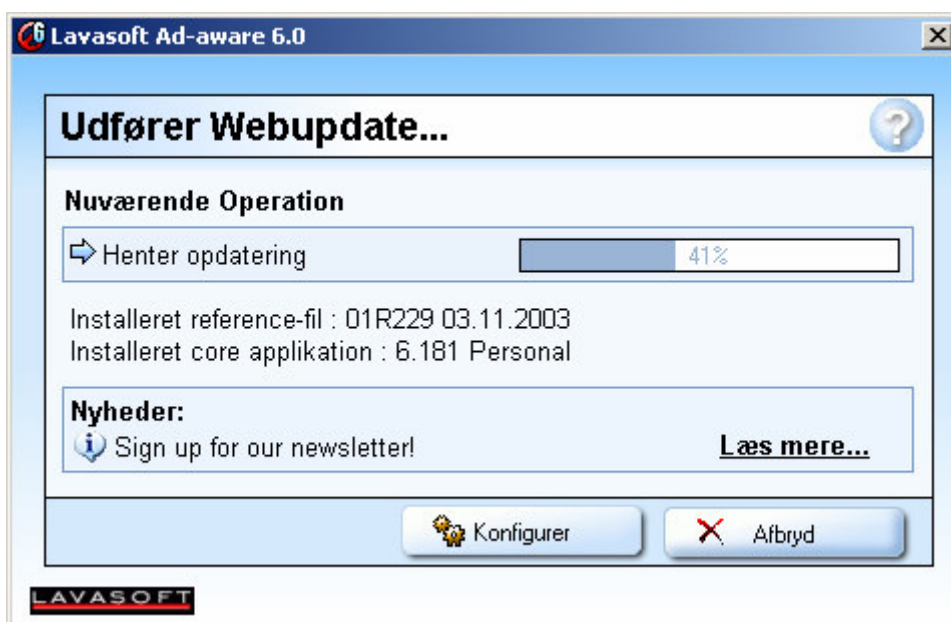 Lavasoft Ad-aware 6.0
Udfører Webupdate...
Nuværende Operation
Henter opdatering 41%
Installeret reference-fil : 01R229 03.11.2003
Installeret core applikation : 6.181 Personal
Nyheder:
Sign up for our newsletter! Læs mere...
Konfigurer Afbryd
LAVASOFT